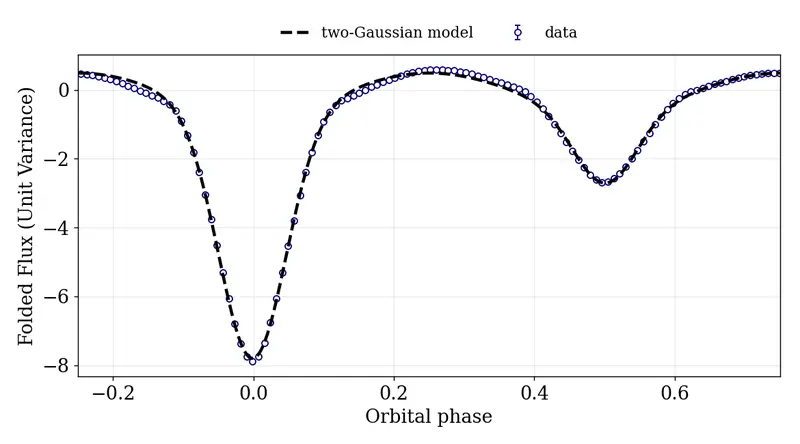 two-Gaussian model data
Folded Flux (Unit Variance)
0
−2
−4
−6
−8
−0.2 0.0 0.2 0.4 0.6
Orbital phase